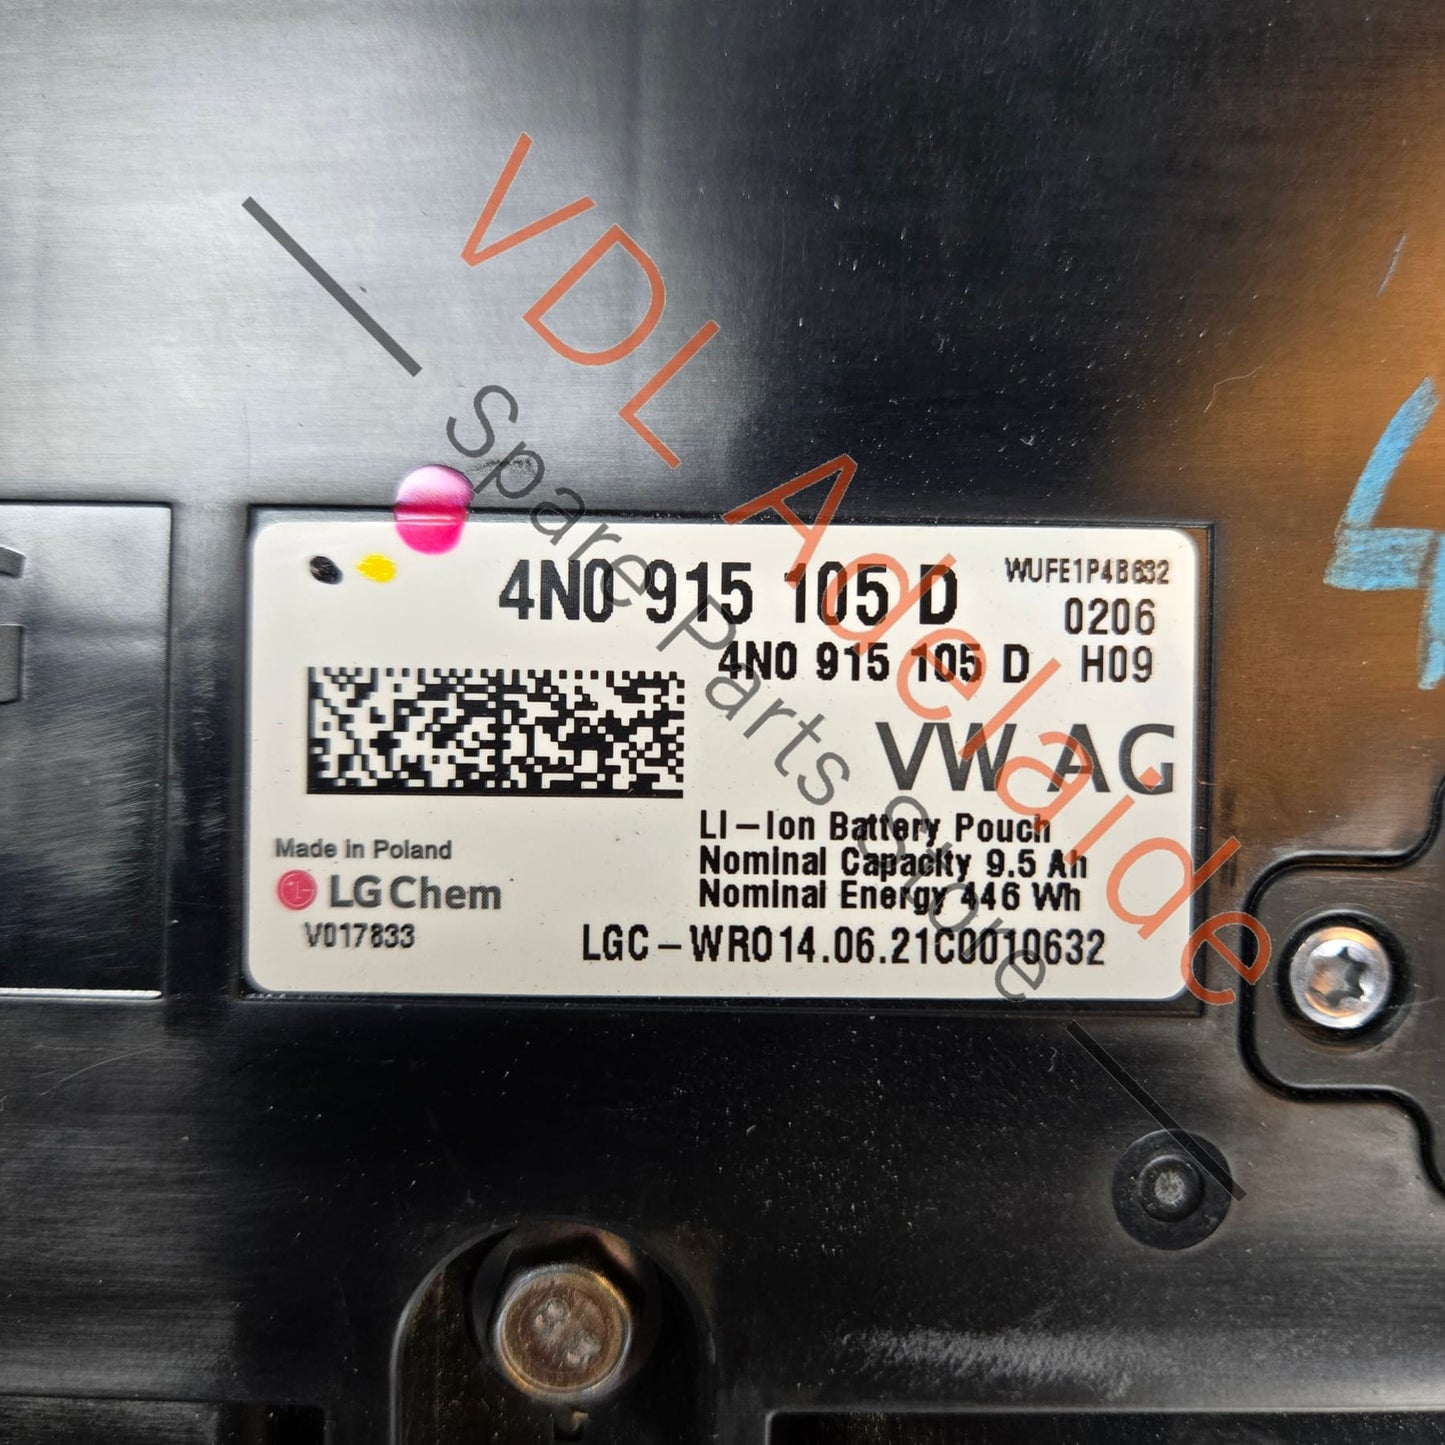 4N0 915 105 D
WUFE1P4B632
0206
4N0 915 105 D
H09
VW AG
LI-Ion Battery Pouch
Nominal Capacity 9.5 Ah
Nominal Energy 446 Wh
Made in Poland
LG LG Chem
V017833
LGC-WR014.06.21C0010632
VDL Adelaide
Spare Parts Store
4